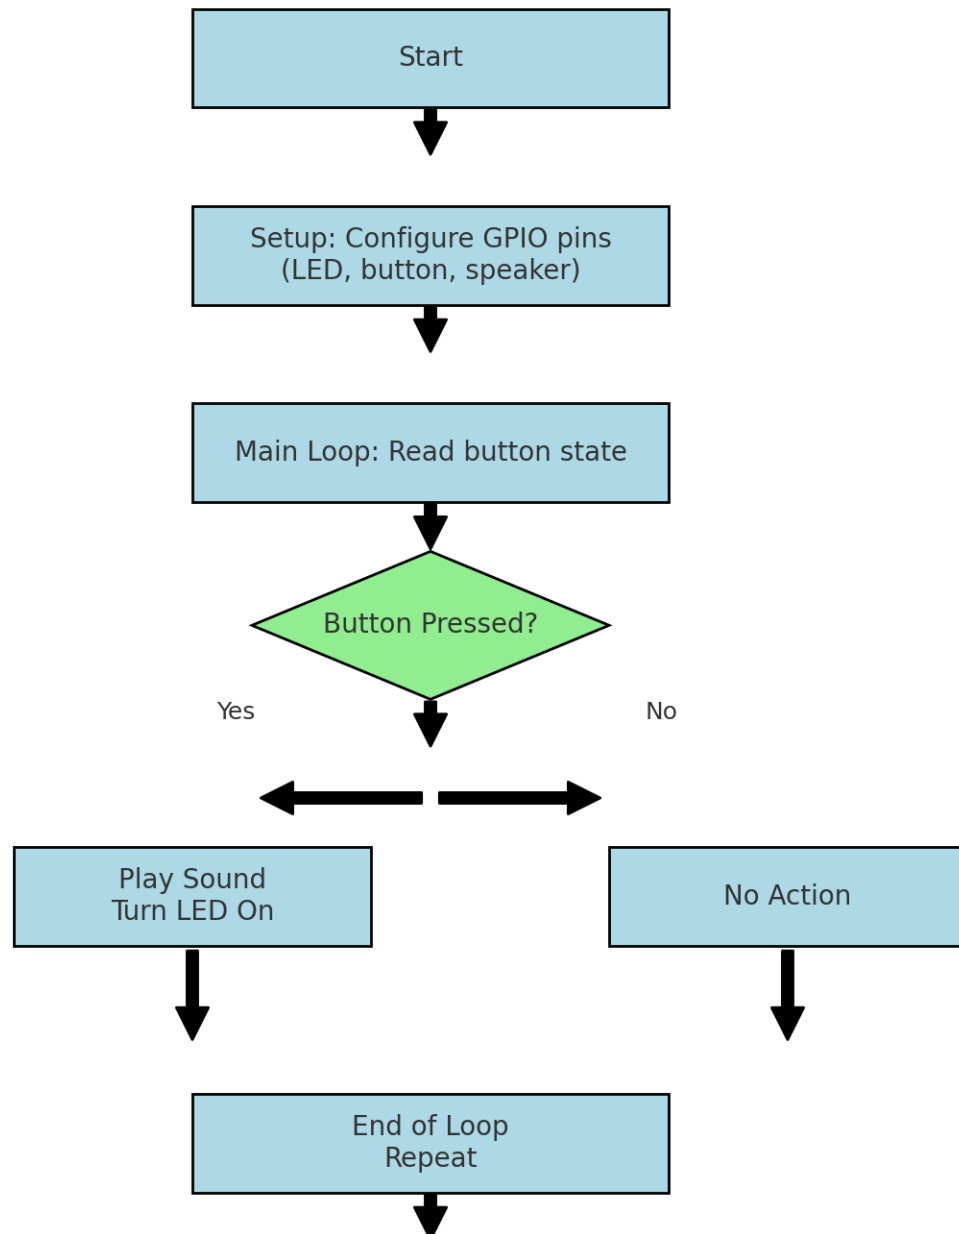 Start
Setup: Configure GPIO pins
(LED, button, speaker)
Main Loop: Read button state
Button Pressed?
Yes
No
Play Sound
Turn LED On
No Action
End of Loop
Repeat